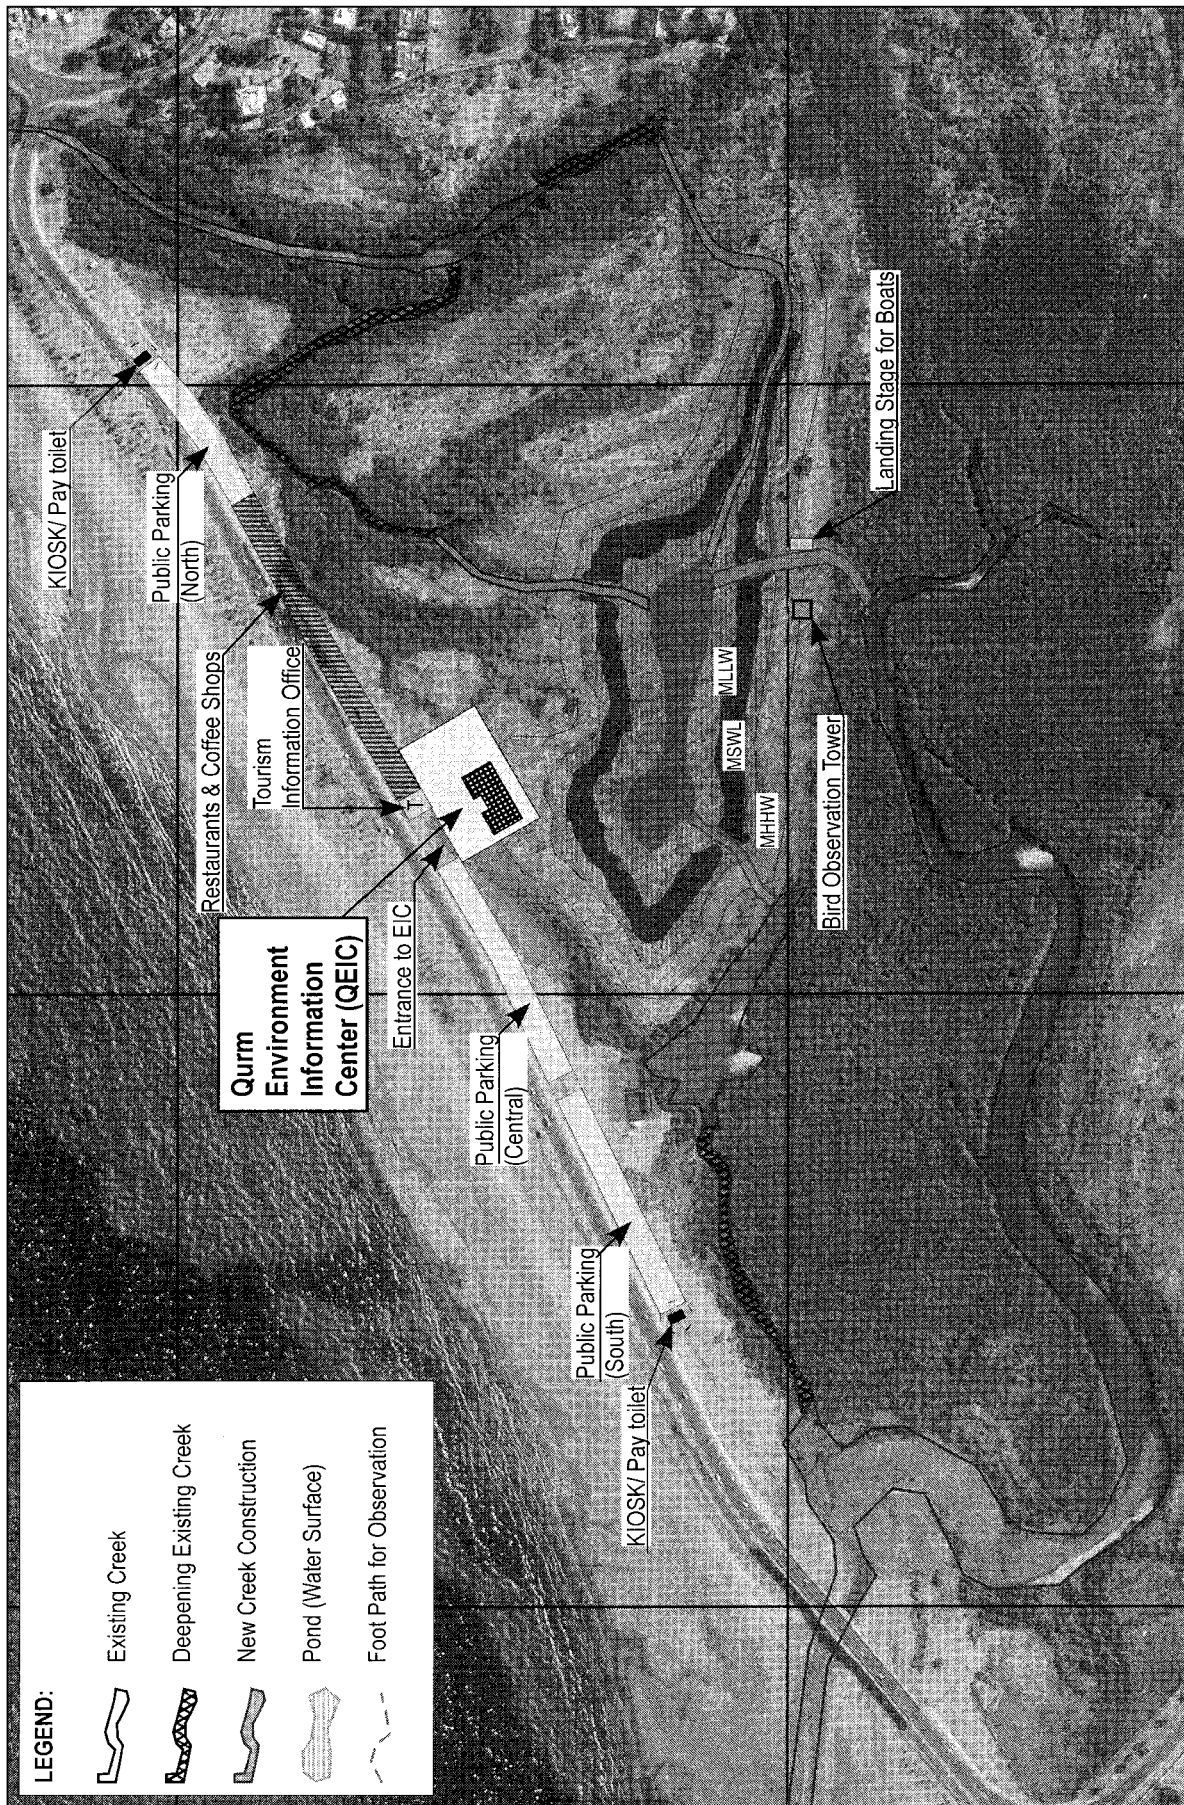 LEGEND:
Existing Creek
Deepening Existing Creek
New Creek Construction
Pond (Water Surface)
Foot Path for Observation
KIOSK/ Pay toilet
Public Parking
(North)
Restaurants & Coffee Shops
Tourism
Information Office
T
Qurm
Environment
Information
Center (QEIC)
Entrance to EIC
Public Parking
(Central)
Public Parking
(South)
KIOSK/ Pay toilet
MLLW
MSWL
MHHW
Landing Stage for Boats
Bird Observation Tower